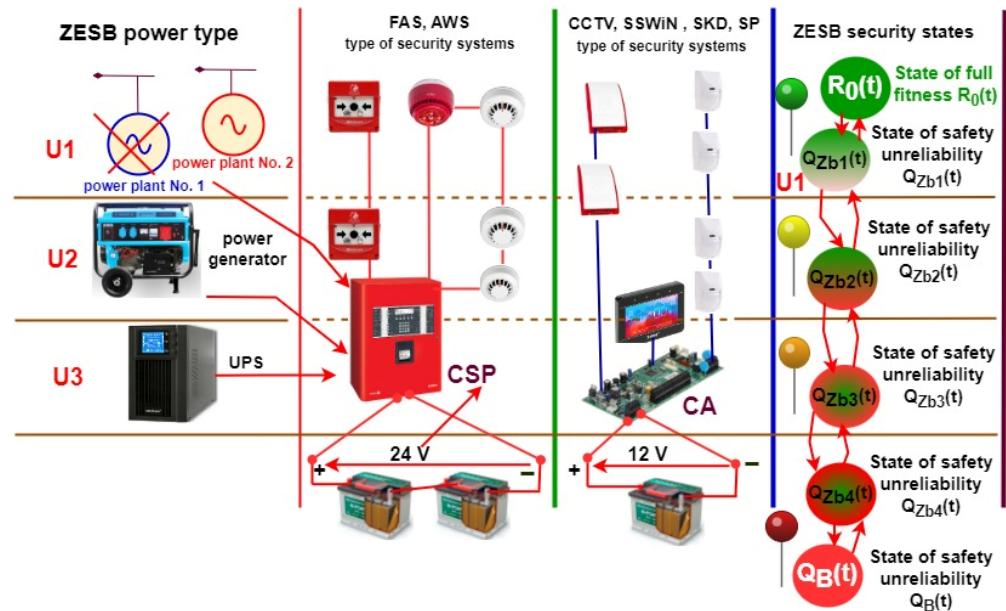 ZESB power type
U1
power plant No. 2
power plant No. 1
U2
power
generator
U3
UPS
FAS, AWS
type of security systems
CSP
24 V
+
−
CCTV, SSWiN , SKD, SP
type of security systems
CA
12 V
+
−
ZESB security states
R0(t)
State of full
fitness R0(t)
QZb1(t)
U1
State of safety
unreliability
QZb1(t)
QZb2(t)
State of safety
unreliability
QZb2(t)
QZb3(t)
State of safety
unreliability
QZb3(t)
QZb4(t)
State of safety
unreliability
QZb4(t)
QB(t)
State of safety
unreliability
QB(t)